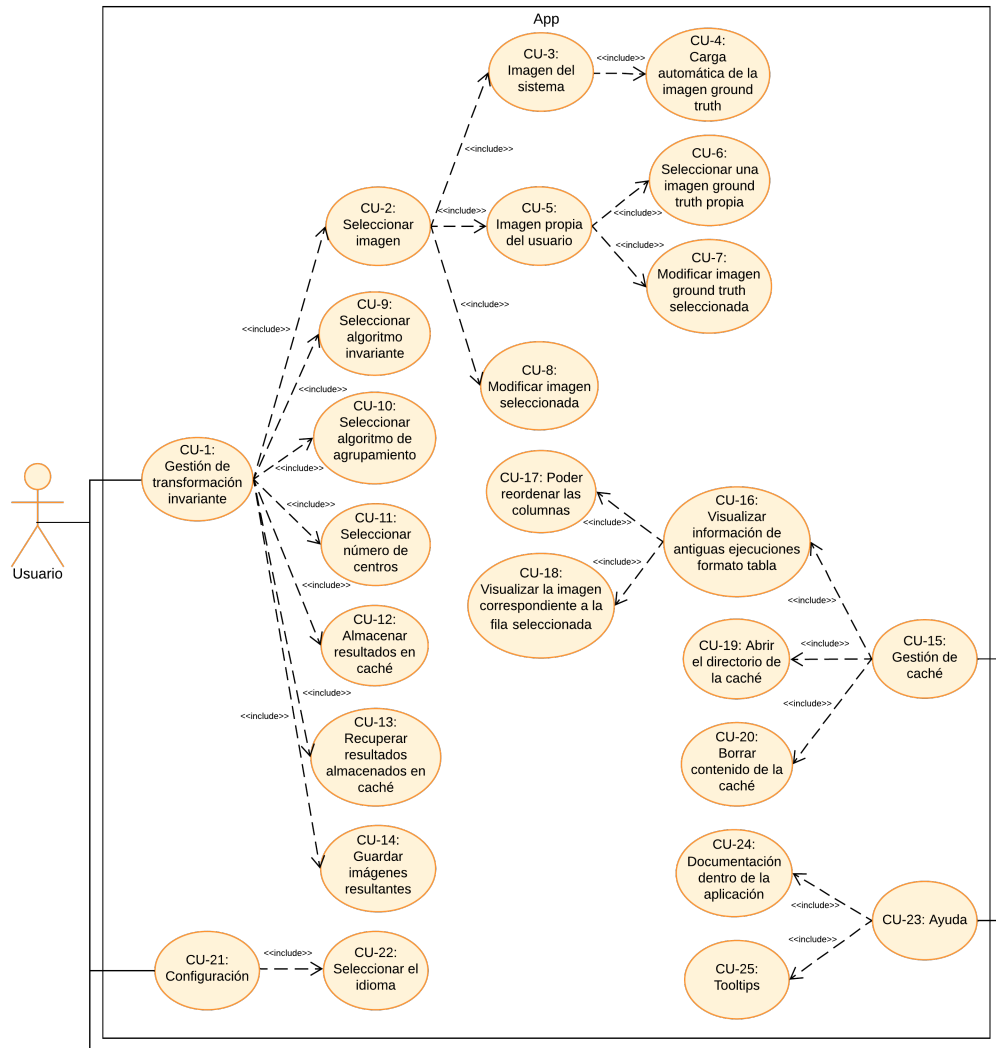 App
CU-3:
Imagen del
sistema
<<include>>
CU-4:
Carga
automática de la
imagen ground
truth
<<include>>
CU-6:
Seleccionar una
imagen ground
truth propia
CU-2:
Seleccionar
imagen
<<include>>
CU-5:
Imagen propia
del usuario
<<include>>
<<include>>
CU-7:
Modificar imagen
ground truth
seleccionada
<<include>>
CU-8:
Modificar imagen
seleccionada
<<include>>
CU-9:
Seleccionar
algoritmo
invariante
<<include>>
CU-10:
Seleccionar
algoritmo de
agrupamiento
<<include>>
CU-1:
Gestión de
transformación
invariante
Usuario
<<include>>
CU-11:
Seleccionar
número de
centros
<<include>>
CU-12:
Almacenar
resultados en
caché
<<include>>
<<include>>
CU-13:
Recuperar
resultados
almacenados en
caché
CU-14:
Guardar
imágenes
resultantes
CU-17: Poder
reordenar las
columnas
<<include>>
CU-16:
Visualizar
información de
antiguas ejecuciones
formato tabla
<<include>>
CU-18:
Visualizar la imagen
correspondiente a la
fila seleccionada
<<include>>
CU-19: Abrir
el directorio de
la caché
<<include>>
CU-15:
Gestión de
caché
<<include>>
CU-20:
Borrar
contenido de la
caché
CU-24:
Documentación
dentro de la
aplicación
<<include>>
CU-23: Ayuda
<<include>>
CU-25:
Tooltips
CU-21:
Configuración
<<include>>
CU-22:
Seleccionar el
idioma